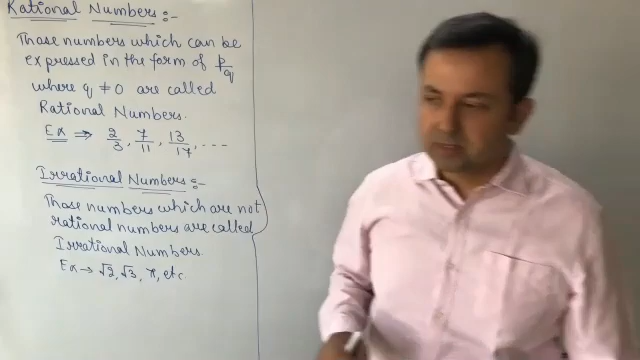 Rational Numbers :-
Those numbers which can be
expressed in the form of p/q
where q ≠ 0 are called
Rational Numbers.
Ex ⇒ 2/3, 7/11, 13/17, ....
Irrational Numbers :-
Those numbers which are not
rational numbers are called
Irrational Numbers.
Ex → √2, √3, π, etc.